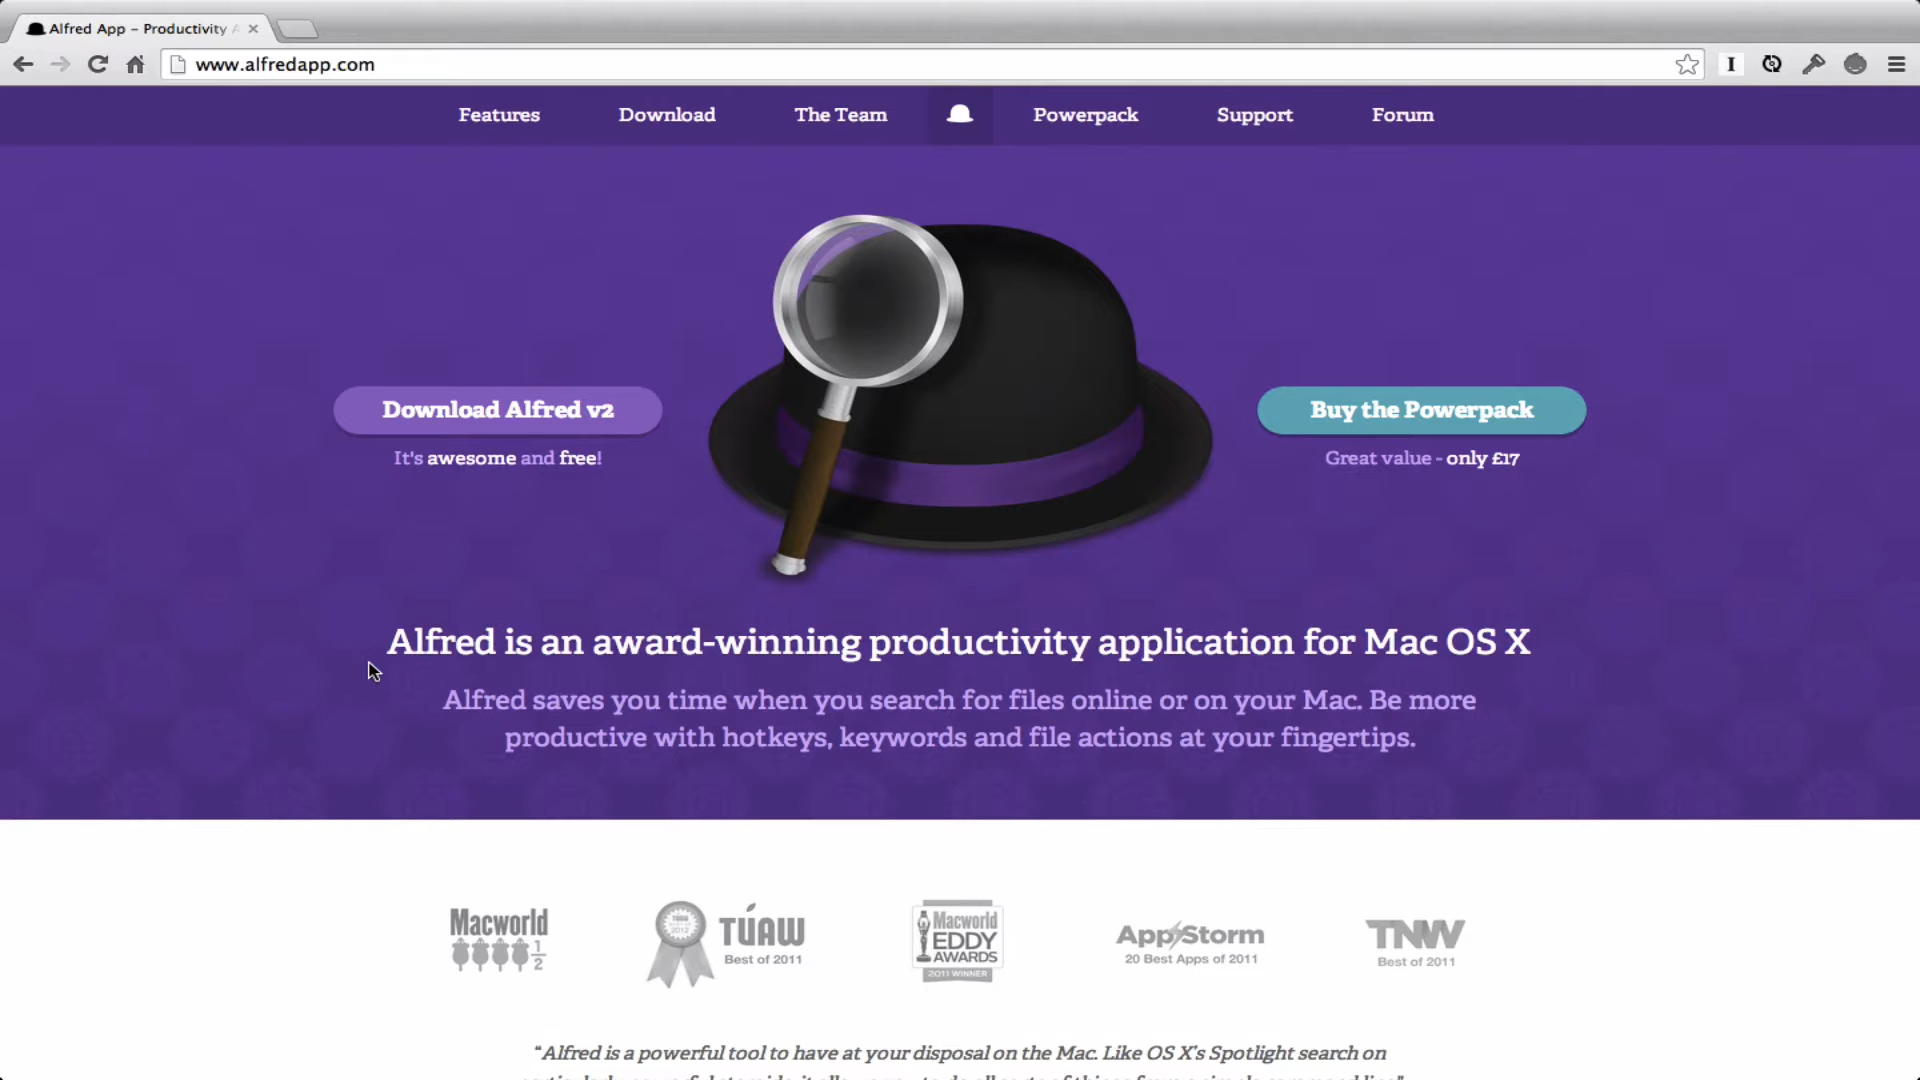 Alfred App – Productivity
www.alfredapp.com
Features Download The Team Powerpack Support Forum
Download Alfred v2
It's awesome and free!
Buy the Powerpack
Great value - only £17
Alfred is an award-winning productivity application for Mac OS X
Alfred saves you time when you search for files online or on your Mac. Be more
productive with hotkeys, keywords and file actions at your fingertips.
Macworld
1/2
TUAW
2012
TÚAW
Best of 2011
Macworld
EDDY
AWARDS
2011 WINNER
AppStorm
20 Best Apps of 2011
TNW
Best of 2011
“Alfred is a powerful tool to have at your disposal on the Mac. Like OS X's Spotlight search on